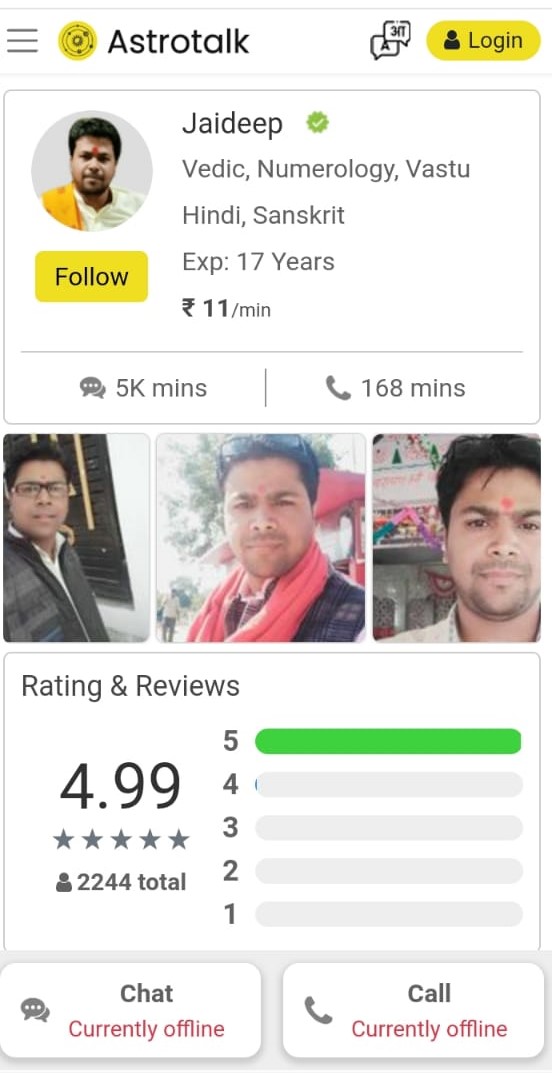 Astrotalk
अा
A
Login
Jaideep
Vedic, Numerology, Vastu
Hindi, Sanskrit
Exp: 17 Years
Follow
₹ 11/min
5K mins
168 mins
Rating & Reviews
5
4.99
4
3
2244 total
2
1
Chat
Currently offline
Call
Currently offline